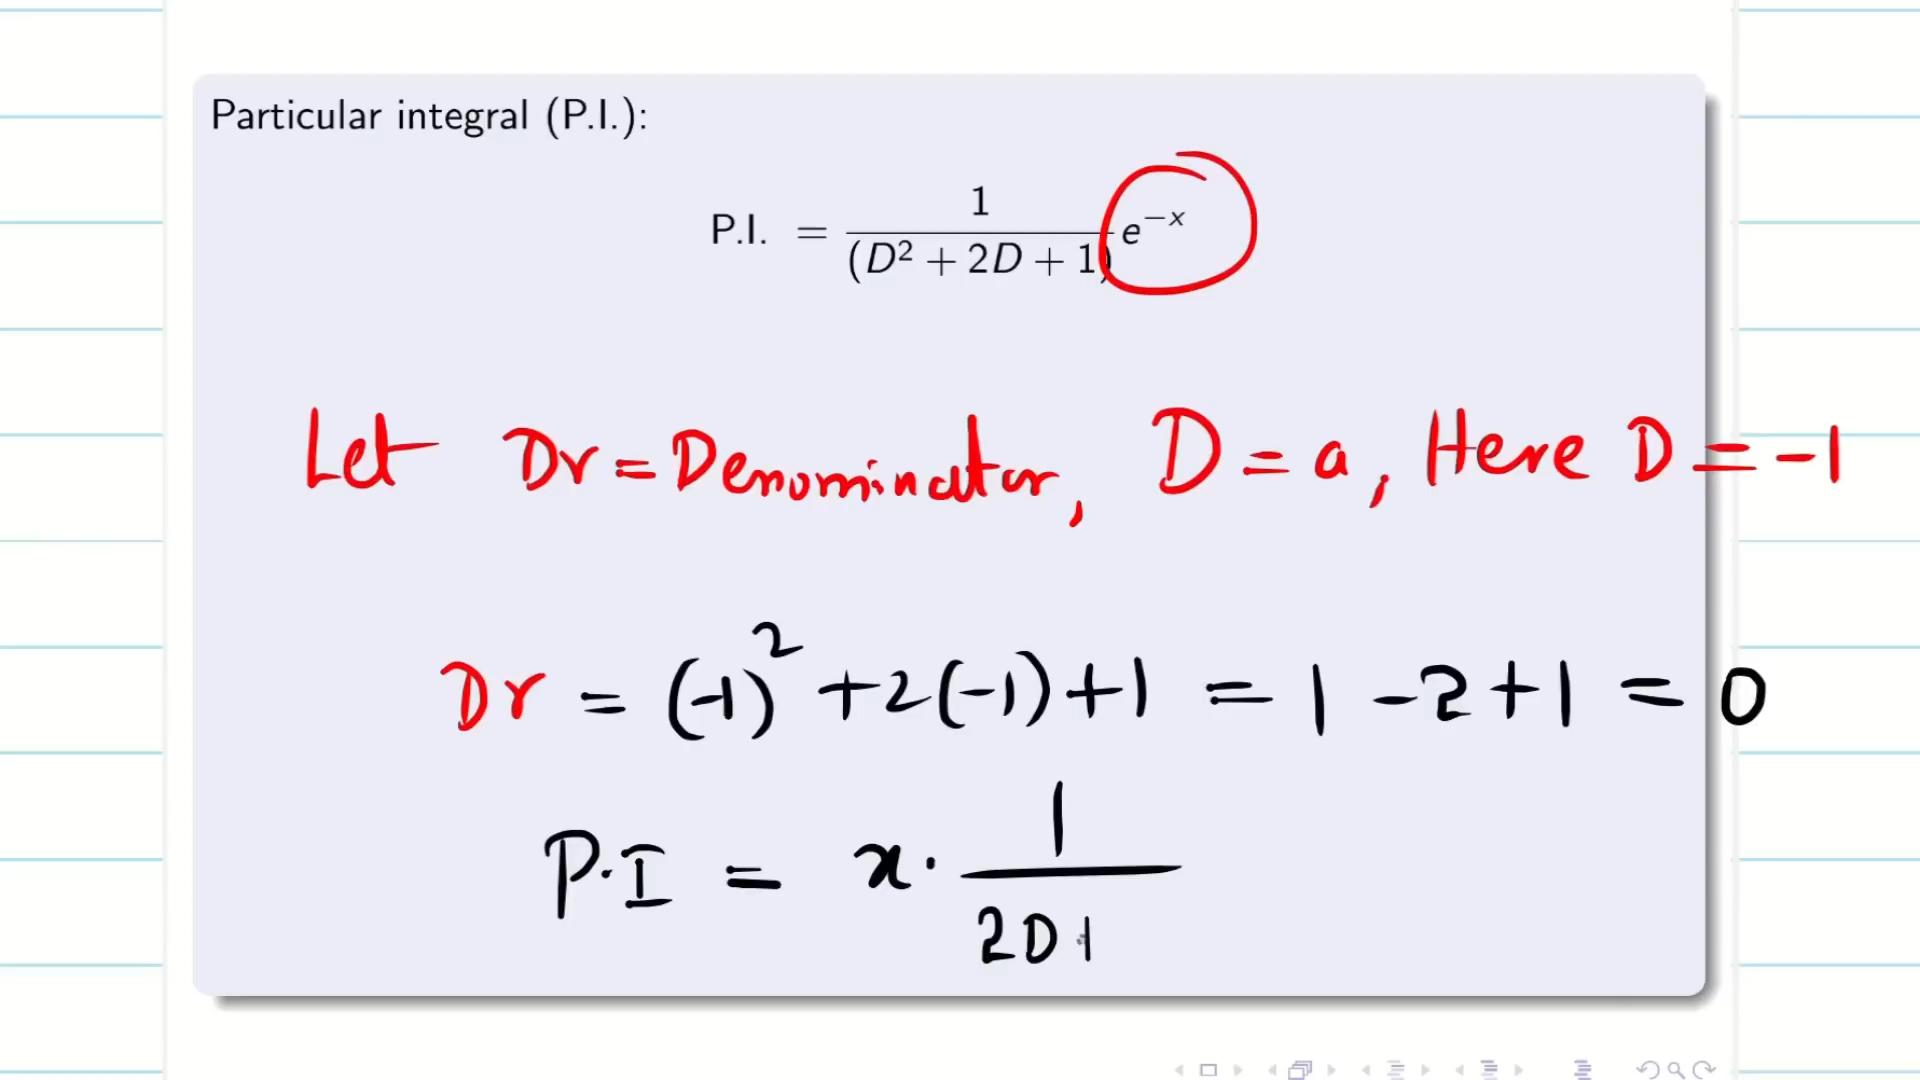 Particular integral (P.I.):
P.I. = 1/(D² + 2D + 1) e^(−x)
Let Dr = Denominator, D = a, Here D = -1
Dr = (-1)² + 2(-1) + 1 = 1 - 2 + 1 = 0
P.I = x · 1/2D